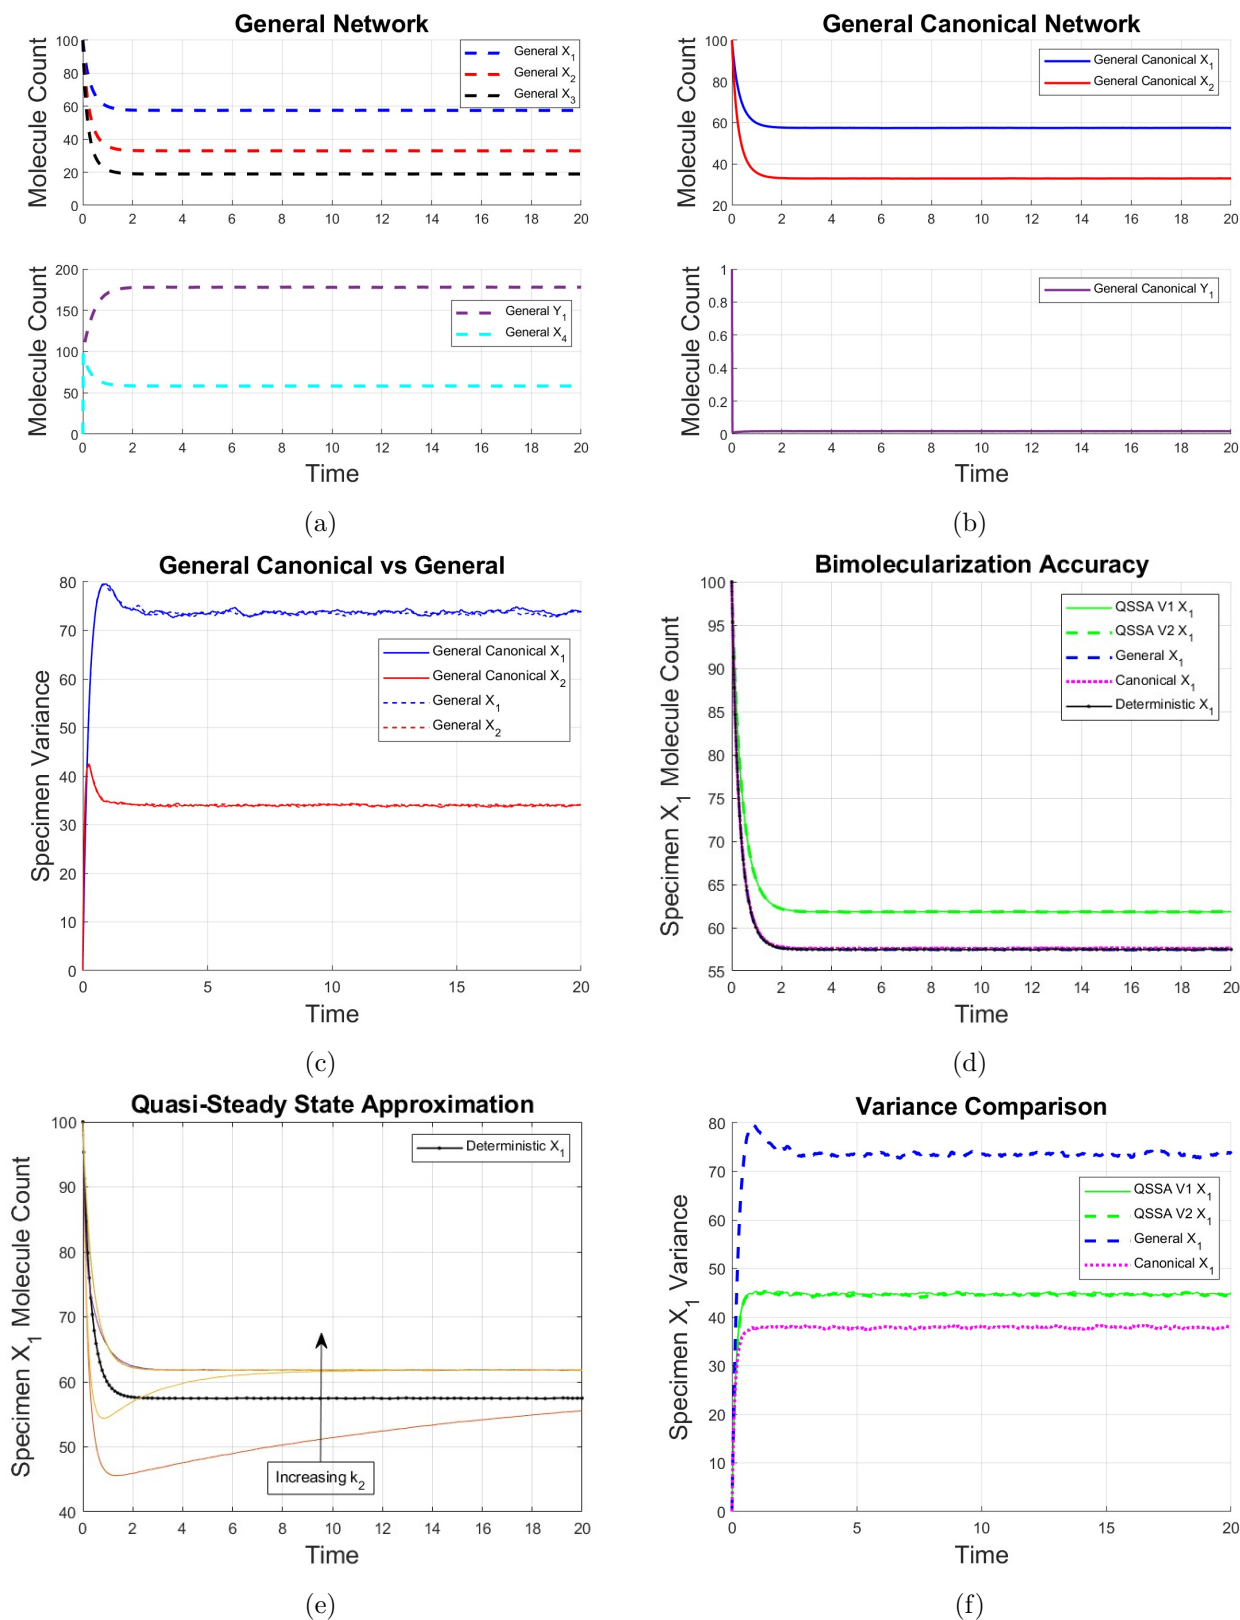 General Network
Molecule Count
100
80
60
40
20
0
General X1
General X2
General X3
0 2 4 6 8 10 12 14 16 18 20
Molecule Count
200
150
100
50
0
General Y1
General X4
0 2 4 6 8 10 12 14 16 18 20
Time
(a)
General Canonical Network
Molecule Count
100
80
60
40
20
General Canonical X1
General Canonical X2
0 2 4 6 8 10 12 14 16 18 20
Molecule Count
1
0.8
0.6
0.4
0.2
0
General Canonical Y1
0 2 4 6 8 10 12 14 16 18 20
Time
(b)
General Canonical vs General
Specimen Variance
80
70
60
50
40
30
20
10
0
General Canonical X1
General Canonical X2
General X1
General X2
0 5 10 15 20
Time
(c)
Bimolecularization Accuracy
Specimen X1 Molecule Count
100
95
90
85
80
75
70
65
60
55
QSSA V1 X1
QSSA V2 X1
General X1
Canonical X1
Deterministic X1
0 2 4 6 8 10 12 14 16 18 20
Time
(d)
Quasi-Steady State Approximation
Specimen X1 Molecule Count
100
90
80
70
60
50
40
Deterministic X1
Increasing k2
0 2 4 6 8 10 12 14 16 18 20
Time
(e)
Variance Comparison
Specimen X1 Variance
80
70
60
50
40
30
20
10
0
QSSA V1 X1
QSSA V2 X1
General X1
Canonical X1
0 5 10 15 20
Time
(f)